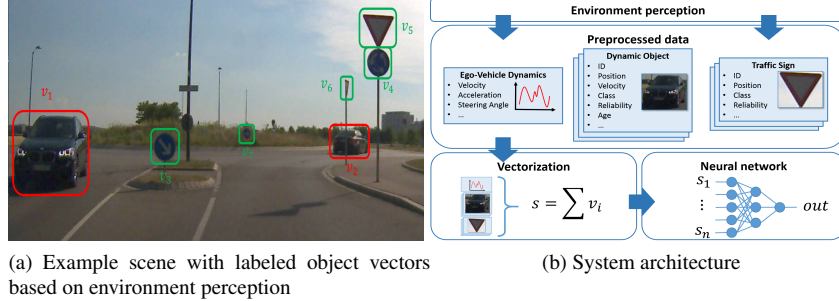 v1
v3
v2
v6
v4
v5
(a) Example scene with labeled object vectors
based on environment perception
Environment perception
Preprocessed data
Ego-Vehicle Dynamics
• Velocity
• Acceleration
• Steering Angle
• ...
Dynamic Object
• ID
• Position
• Velocity
• Class
• Reliability
• Age
• ...
Traffic Sign
• ID
• Position
• Class
• Reliability
• ...
Vectorization
s = ∑ vᵢ
Neural network
s₁
⋮
sₙ
out
(b) System architecture